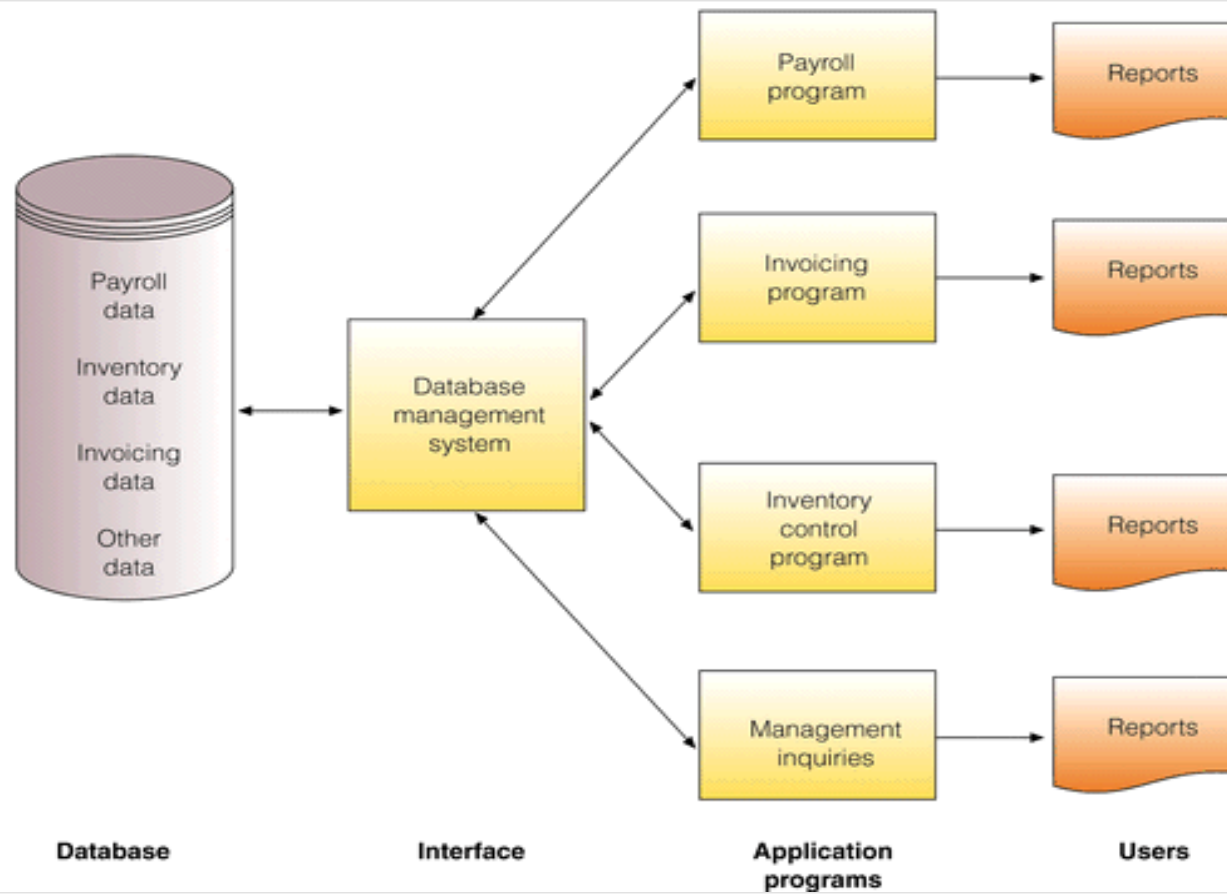 Payroll
data
Inventory
data
Invoicing
data
Other
data
Database
management
system
Payroll
program
Invoicing
program
Inventory
control
program
Management
inquiries
Reports
Reports
Reports
Reports
Database
Interface
Application
programs
Users